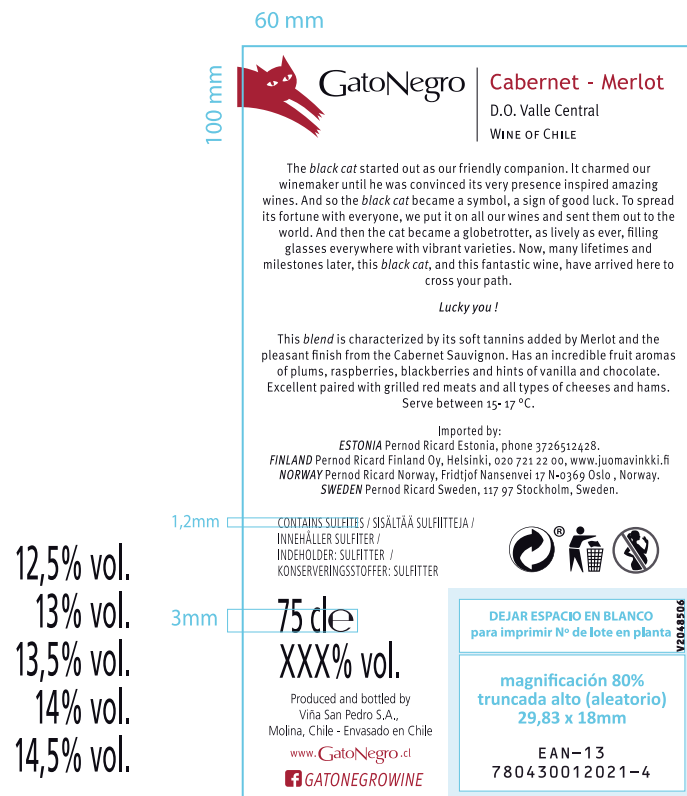 60 mm
100 mm
GatoNegro
Cabernet - Merlot
D.O. Valle Central
WINE OF CHILE
The black cat started out as our friendly companion. It charmed our
winemaker until he was convinced its very presence inspired amazing
wines. And so the black cat became a symbol, a sign of good luck. To spread
its fortune with everyone, we put it on all our wines and sent them out to the
world. And then the cat became a globetrotter, as lively as ever, filling
glasses everywhere with vibrant varieties. Now, many lifetimes and
milestones later, this black cat, and this fantastic wine, have arrived here to
cross your path.
Lucky you !
This blend is characterized by its soft tannins added by Merlot and the
pleasant finish from the Cabernet Sauvignon. Has an incredible fruit aromas
of plums, raspberries, blackberries and hints of vanilla and chocolate.
Excellent paired with grilled red meats and all types of cheeses and hams.
Serve between 15- 17 °C.
Imported by:
ESTONIA Pernod Ricard Estonia, phone 3726512428.
FINLAND Pernod Ricard Finland Oy, Helsinki, 020 721 22 00, www.juomavinkki.fi
NORWAY Pernod Ricard Norway, Fridtjof Nansenvei 17 N-0369 Oslo , Norway.
SWEDEN Pernod Ricard Sweden, 117 97 Stockholm, Sweden.
1,2mm
CONTAINS SULFITES / SISÄLTÄÄ SULFIITTEJA /
INNEHÅLLER SULFITER /
INDEHOLDER: SULFITTER /
KONSERVERINGSSTOFFER: SULFITTER
®
12,5% vol.
13% vol.
13,5% vol.
14% vol.
14,5% vol.
3mm
75 cl e
XXX% vol.
Produced and bottled by
Viña San Pedro S.A.,
Molina, Chile - Envasado en Chile
www.GatoNegro.cl
f GATONEGROWINE
DEJAR ESPACIO EN BLANCO
para imprimir Nº de lote en planta
V2048506
magnificación 80%
truncada alto (aleatorio)
29,83 x 18mm
EAN-13
780430012021-4